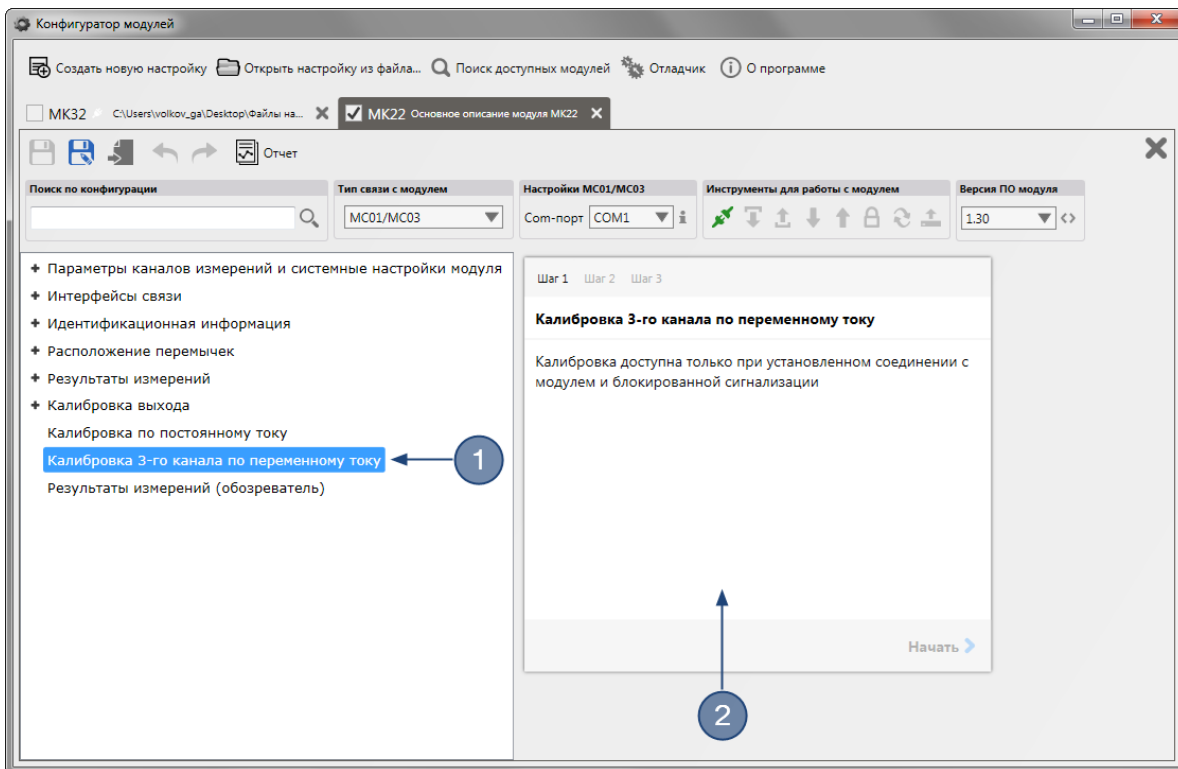 Конфигуратор модулей
Создать новую настройку Открыть настройку из файла... Поиск доступных модулей Отладчик О программе
МК32 C:\Users\volkov_ga\Desktop\Файлы на... МК22 Основное описание модуля МК22
Отчет
Поиск по конфигурации Тип связи с модулем Настройки МС01/МС03 Инструменты для работы с модулем Версия ПО модуля
МС01/МС03 Com-порт COM1 1.30
Параметры каналов измерений и системные настройки модуля
Интерфейсы связи
Идентификационная информация
Расположение перемычек
Результаты измерений
Калибровка выхода
Калибровка по постоянному току
Калибровка 3-го канала по переменному току
Результаты измерений (обозреватель)
1
Шаг 1 Шаг 2 Шаг 3
Калибровка 3-го канала по переменному току
Калибровка доступна только при установленном соединении с
модулем и блокированной сигнализации
Начать
2